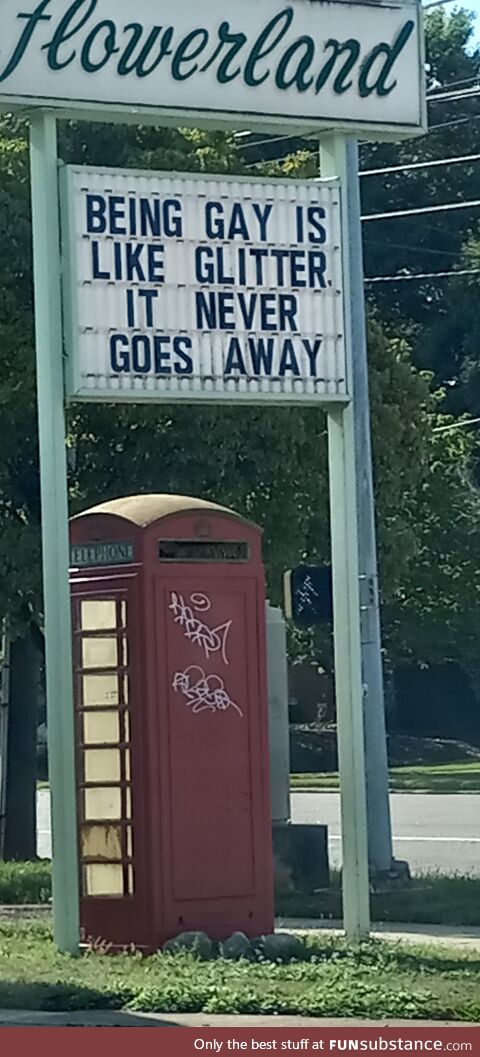 flowerland
BEING GAY IS
LIKE GLITTER.
IT NEVER
GOES AWAY
TELEPHONE
Only the best stuff at FUNsubstance.com